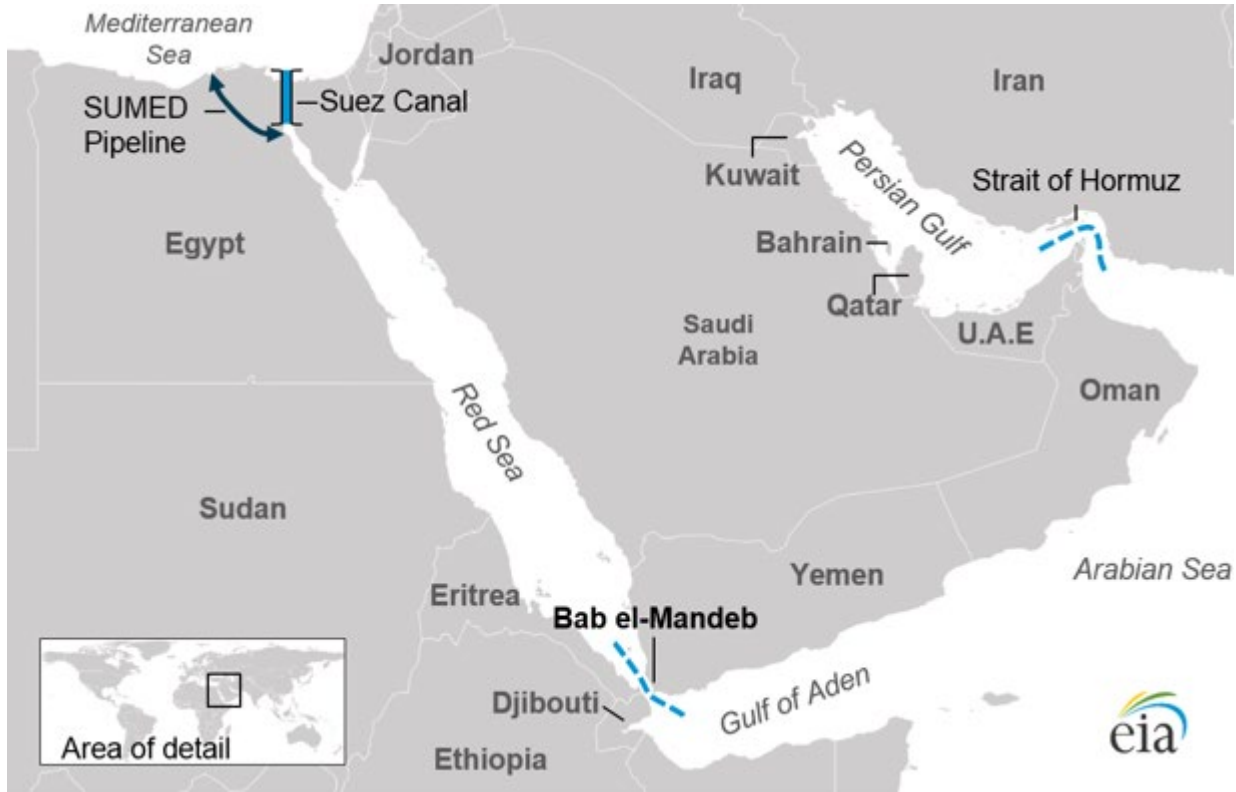 Mediterranean
Sea
Jordan
Iraq
Iran
SUMED
Pipeline
Suez Canal
Kuwait
Persian Gulf
Strait of Hormuz
Egypt
Bahrain
Qatar
Saudi
Arabia
U.A.E
Oman
Red Sea
Sudan
Arabian Sea
Yemen
Eritrea
Bab el-Mandeb
Djibouti
Gulf of Aden
Ethiopia
Area of detail
eia